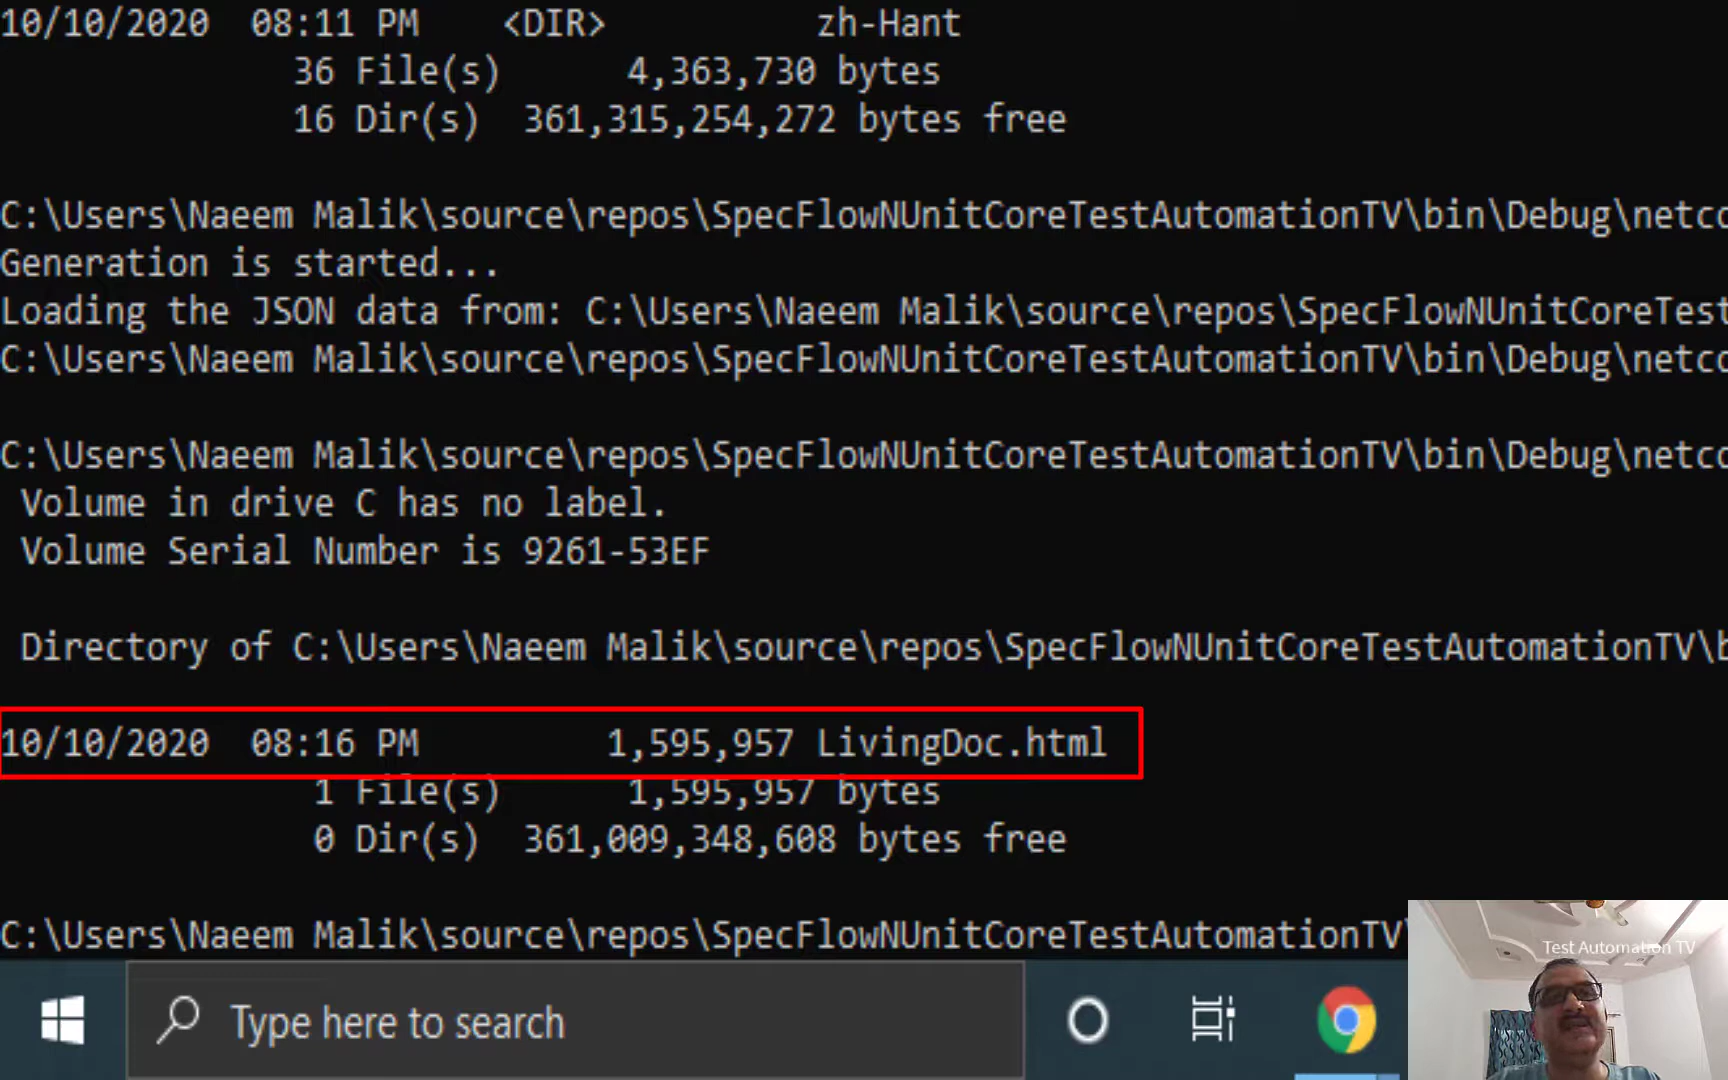 10/10/2020  08:11 PM    <DIR>          zh-Hant
36 File(s)      4,363,730 bytes
16 Dir(s)  361,315,254,272 bytes free
C:\Users\Naeem Malik\source\repos\SpecFlowNUnitCoreTestAutomationTV\bin\Debug\netco
Generation is started...
Loading the JSON data from: C:\Users\Naeem Malik\source\repos\SpecFlowNUnitCoreTest
C:\Users\Naeem Malik\source\repos\SpecFlowNUnitCoreTestAutomationTV\bin\Debug\netco
C:\Users\Naeem Malik\source\repos\SpecFlowNUnitCoreTestAutomationTV\bin\Debug\netco
Volume in drive C has no label.
Volume Serial Number is 9261-53EF
Directory of C:\Users\Naeem Malik\source\repos\SpecFlowNUnitCoreTestAutomationTV\b
10/10/2020  08:16 PM         1,595,957 LivingDoc.html
1 File(s)      1,595,957 bytes
0 Dir(s)  361,009,348,608 bytes free
C:\Users\Naeem Malik\source\repos\SpecFlowNUnitCoreTestAutomationTV\
Test Automation TV
Type here to search